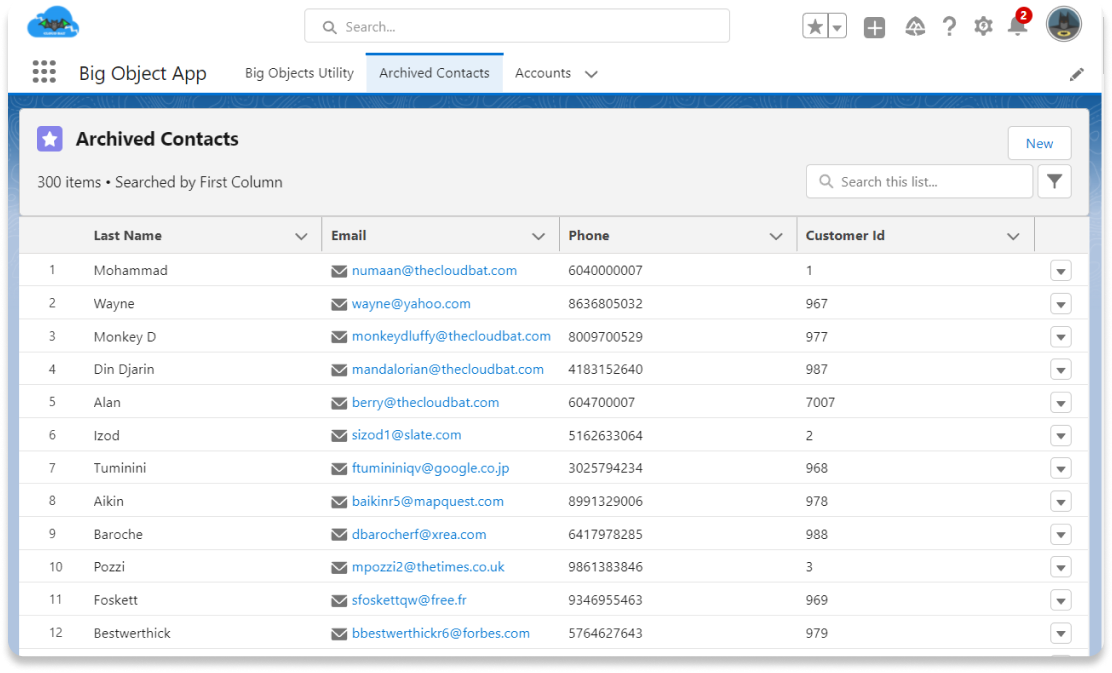 Search...
2
Big Object App Big Objects Utility Archived Contacts Accounts
Archived Contacts
New
300 items • Searched by First Column
Search this list...
Last Name Email Phone Customer Id
1 Mohammad numaan@thecloudbat.com 6040000007 1
2 Wayne wayne@yahoo.com 8636805032 967
3 Monkey D monkeydluffy@thecloudbat.com 8009700529 977
4 Din Djarin mandalorian@thecloudbat.com 4183152640 987
5 Alan berry@thecloudbat.com 604700007 7007
6 Izod sizod1@slate.com 5162633064 2
7 Tuminini ftumininiqv@google.co.jp 3025794234 968
8 Aikin baikinr5@mapquest.com 8991329006 978
9 Baroche dbarocherf@xrea.com 6417978285 988
10 Pozzi mpozzi2@thetimes.co.uk 9861383846 3
11 Foskett sfoskettqw@free.fr 9346955463 969
12 Bestwerthick bbestwerthickr6@forbes.com 5764627643 979